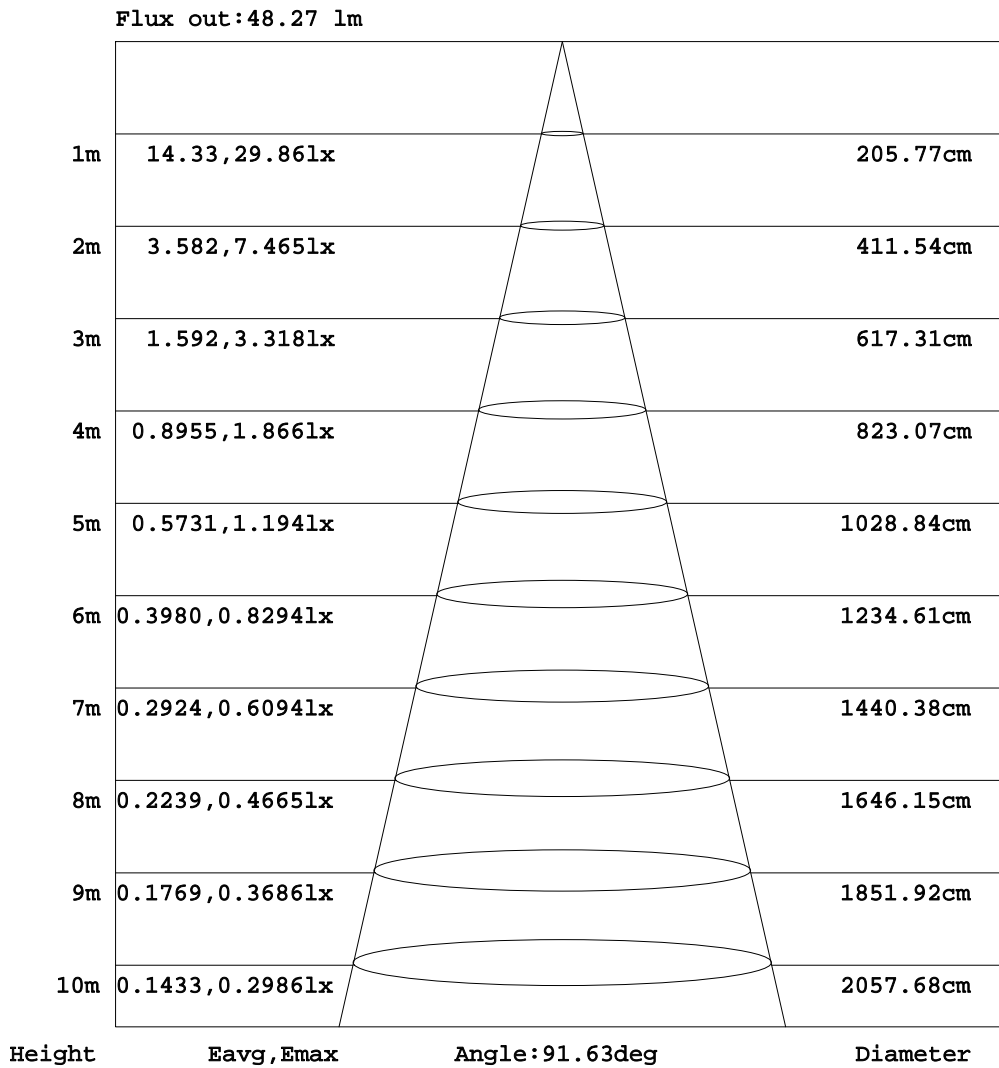 Flux out:48.27 lm
1m 14.33,29.86lx 205.77cm
2m 3.582,7.465lx 411.54cm
3m 1.592,3.318lx 617.31cm
4m 0.8955,1.866lx 823.07cm
5m 0.5731,1.194lx 1028.84cm
6m 0.3980,0.8294lx 1234.61cm
7m 0.2924,0.6094lx 1440.38cm
8m 0.2239,0.4665lx 1646.15cm
9m 0.1769,0.3686lx 1851.92cm
10m 0.1433,0.2986lx 2057.68cm
Height Eavg,Emax Angle:91.63deg Diameter